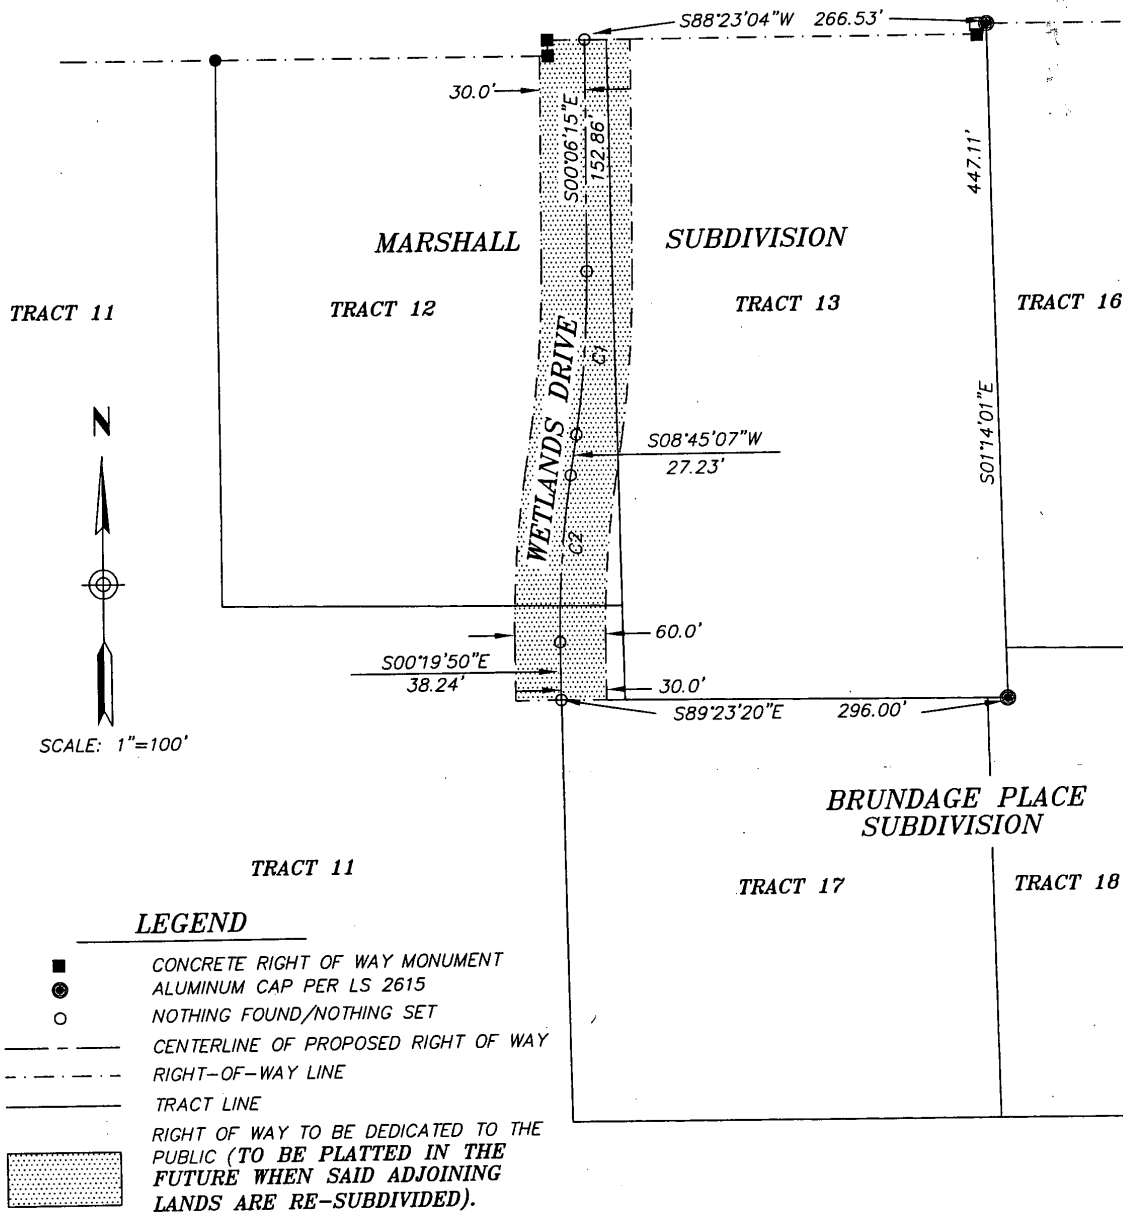 S88°23'04"W 266.53'
30.0'
S00°06'15"E
152.86'
447.11'
MARSHALL SUBDIVISION
TRACT 11
TRACT 12
TRACT 13
TRACT 16
WETLANDS DRIVE
C1
N
S08°45'07"W
27.23'
S01°14'01"E
C2
60.0'
S00°19'50"E
38.24'
30.0'
S89°23'20"E 296.00'
SCALE: 1"=100'
BRUNDAGE PLACE
SUBDIVISION
TRACT 11
TRACT 17
TRACT 18
LEGEND
CONCRETE RIGHT OF WAY MONUMENT
ALUMINUM CAP PER LS 2615
NOTHING FOUND/NOTHING SET
CENTERLINE OF PROPOSED RIGHT OF WAY
RIGHT-OF-WAY LINE
TRACT LINE
RIGHT OF WAY TO BE DEDICATED TO THE
PUBLIC (TO BE PLATTED IN THE
FUTURE WHEN SAID ADJOINING
LANDS ARE RE-SUBDIVIDED).